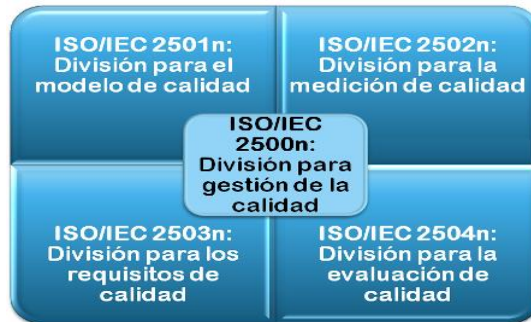 ISO/IEC 2501n:
División para el
modelo de calidad
ISO/IEC 2502n:
División para la
medición de calidad
ISO/IEC
2500n:
División para
gestión de la
calidad
ISO/IEC 2503n:
División para los
requisitos de
calidad
ISO/IEC 2504n:
División para la
evaluación de
calidad